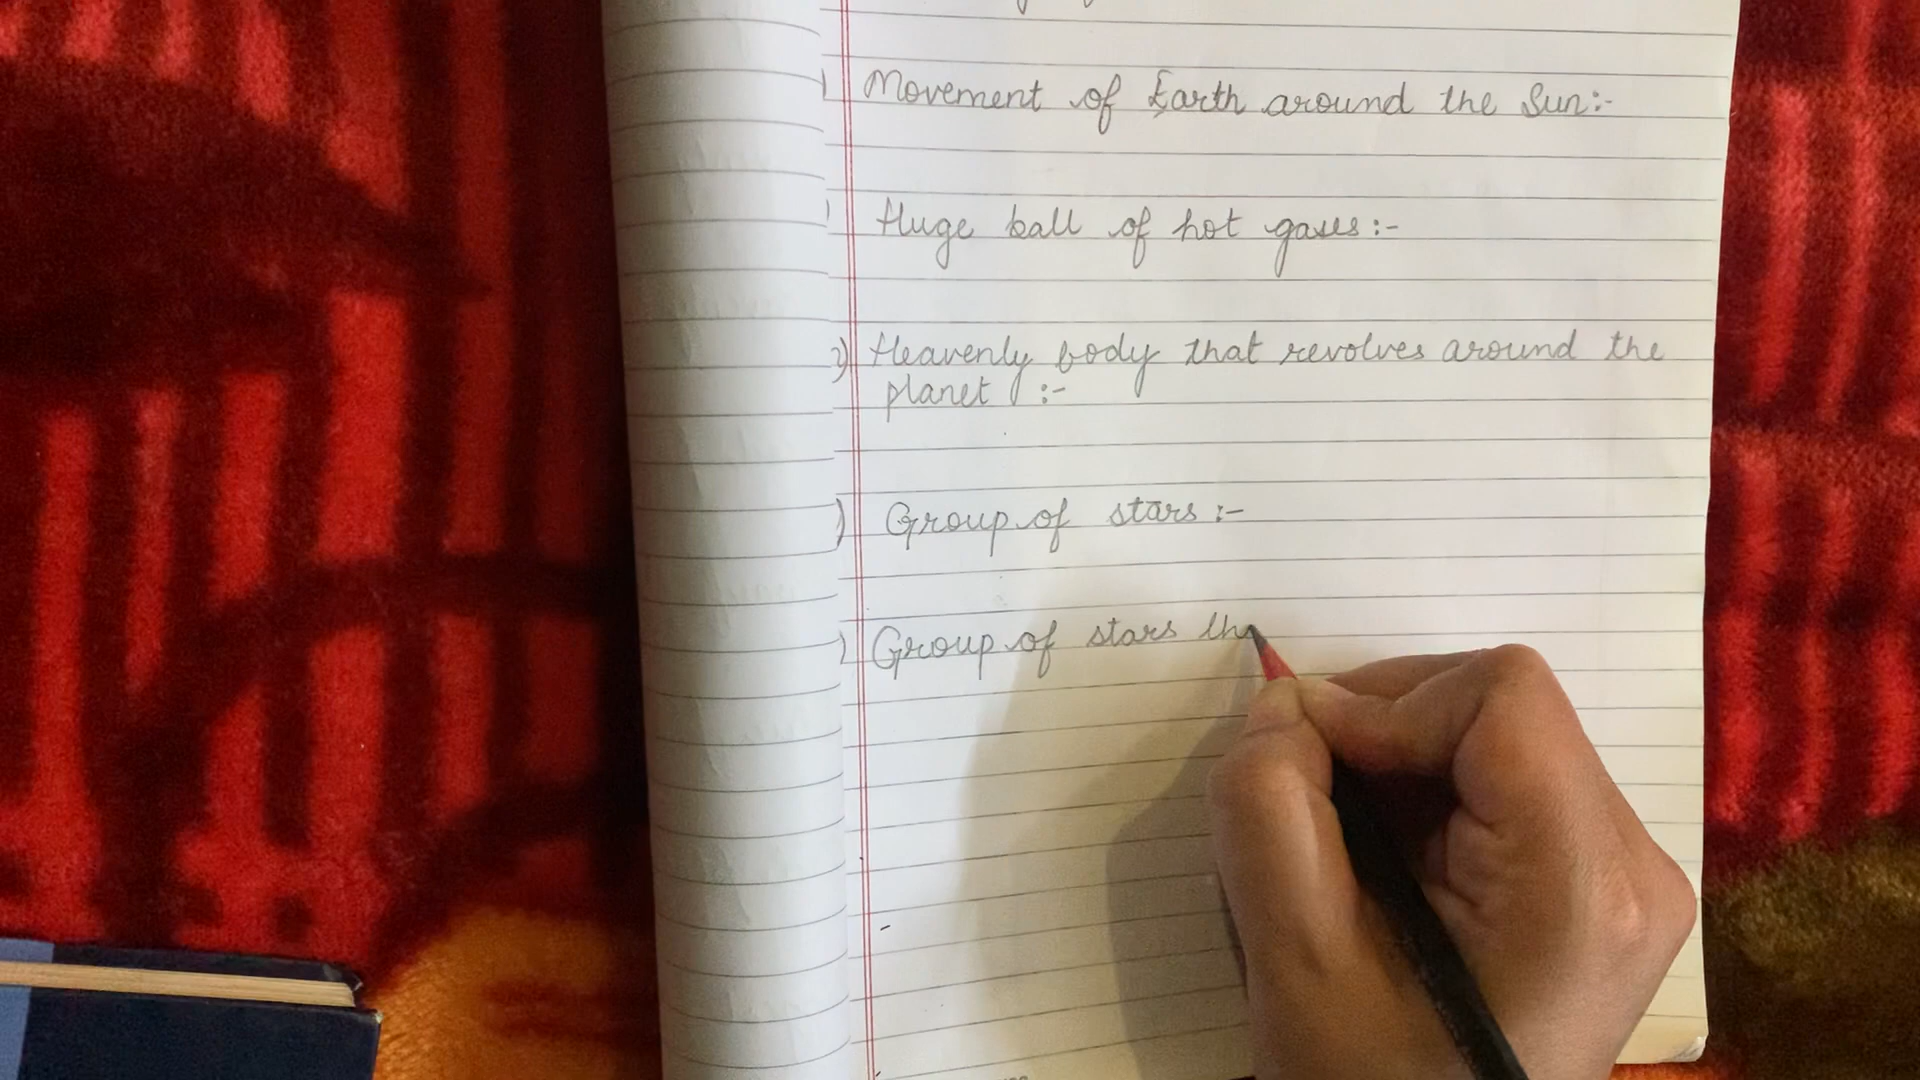 Movement of Earth around the Sun:-
Huge ball of hot gases:-
Heavenly body that revolves around the
planet :-
Group of stars :-
Group of stars tha